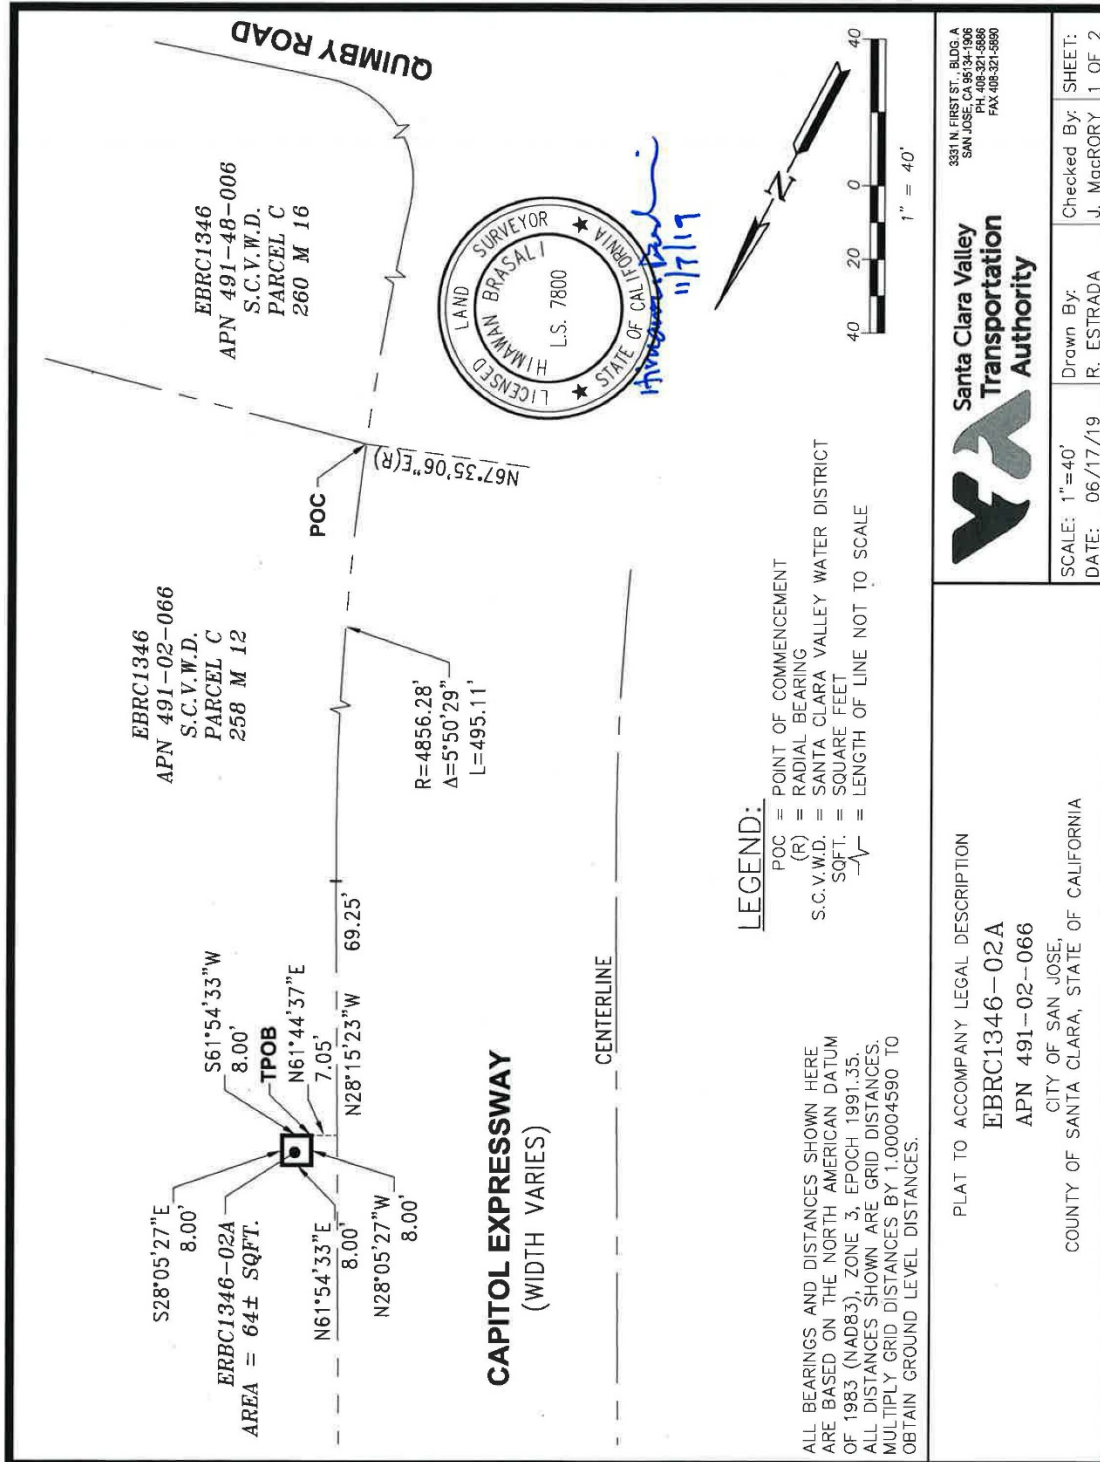 QUIMBY ROAD
EBRC1346
APN 491-48-006
S.C.V.W.D.
PARCEL C
260 M 16
EBRC1346
APN 491-02-066
S.C.V.W.D.
PARCEL C
258 M 12
POC
N67°35'06"E(R)
R=4856.28'
Δ=5°50'29"
L=495.11'
S28°05'27"E
8.00'
ERBC1346-02A
AREA = 64± SQFT.
S61°54'33"W
8.00'
TPOB
N61°44'37"E
7.05'
N28°15'23"W
69.25'
N61°54'33"E
8.00'
N28°05'27"W
8.00'
CAPITOL EXPRESSWAY
(WIDTH VARIES)
CENTERLINE
LICENSED LAND SURVEYOR
HIMAWAN BRASALI
L.S. 7800
STATE OF CALIFORNIA
11/7/19
N
40 20 0 40
1" = 40'
LEGEND:
POC = POINT OF COMMENCEMENT
(R) = RADIAL BEARING
S.C.V.W.D. = SANTA CLARA VALLEY WATER DISTRICT
SQFT. = SQUARE FEET
= LENGTH OF LINE NOT TO SCALE
ALL BEARINGS AND DISTANCES SHOWN HERE
ARE BASED ON THE NORTH AMERICAN DATUM
OF 1983 (NAD83), ZONE 3, EPOCH 1991.35.
ALL DISTANCES SHOWN ARE GRID DISTANCES.
MULTIPLY GRID DISTANCES BY 1.00004590 TO
OBTAIN GROUND LEVEL DISTANCES.
PLAT TO ACCOMPANY LEGAL DESCRIPTION
EBRC1346-02A
APN 491-02-066
CITY OF SAN JOSE,
COUNTY OF SANTA CLARA, STATE OF CALIFORNIA
Santa Clara Valley
Transportation
Authority
3331 N. FIRST ST., BLDG. A
SAN JOSE, CA 95134-1906
PH. 408-321-5886
FAX 408-321-5890
SCALE: 1"=40'
DATE: 06/17/19
Drawn By:
R. ESTRADA
Checked By:
J. MacRORY
SHEET:
1 OF 2